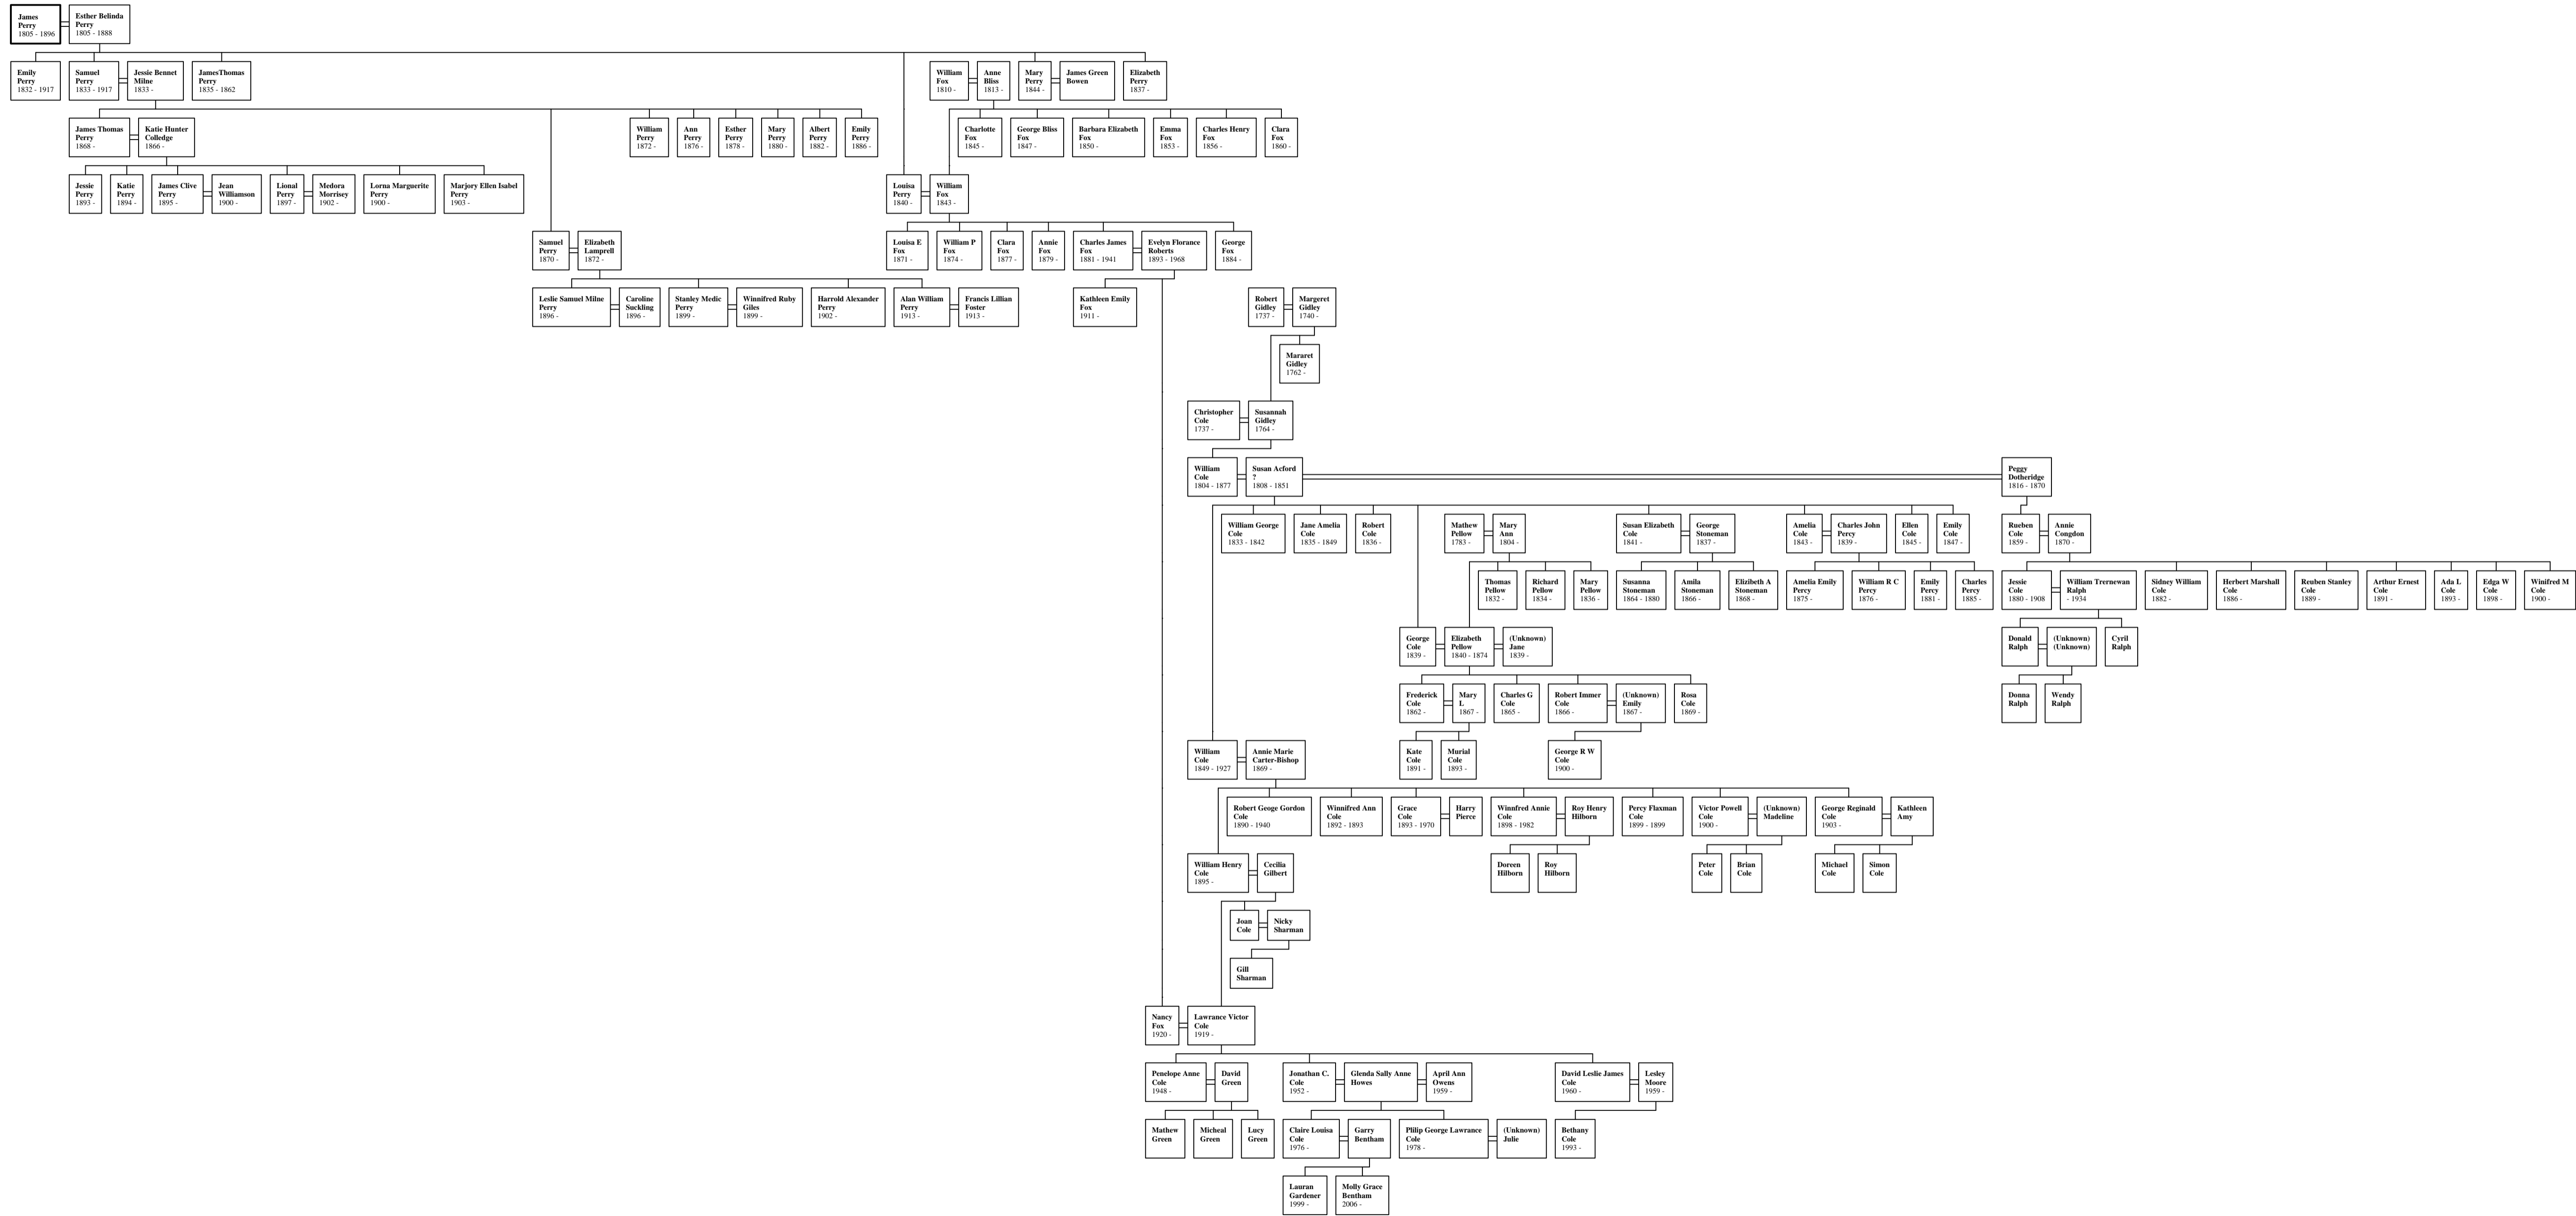 James
Perry
1805 - 1896
Esther Belinda
Perry
1805 - 1888
Emily
Perry
1832 - 1917
Samuel
Perry
1833 - 1917
Jessie Bennet
Milne
1833 -
JamesThomas
Perry
1835 - 1862
William
Fox
1810 -
Anne
Bliss
1813 -
Mary
Perry
1844 -
James Green
Bowen
Elizabeth
Perry
1837 -
James Thomas
Perry
1868 -
Katie Hunter
Colledge
1866 -
William
Perry
1872 -
Ann
Perry
1876 -
Esther
Perry
1878 -
Mary
Perry
1880 -
Albert
Perry
1882 -
Emily
Perry
1886 -
Charlotte
Fox
1845 -
George Bliss
Fox
1847 -
Barbara Elizabeth
Fox
1850 -
Emma
Fox
1853 -
Charles Henry
Fox
1856 -
Clara
Fox
1860 -
Jessie
Perry
1893 -
Katie
Perry
1894 -
James Clive
Perry
1895 -
Jean
Williamson
1900 -
Lional
Perry
1897 -
Medora
Morrisey
1902 -
Lorna Marguerite
Perry
1900 -
Marjory Ellen Isabel
Perry
1903 -
Louisa
Perry
1840 -
William
Fox
1843 -
Samuel
Perry
1870 -
Elizabeth
Lamprell
1872 -
Louisa E
Fox
1871 -
William P
Fox
1874 -
Clara
Fox
1877 -
Annie
Fox
1879 -
Charles James
Fox
1881 - 1941
Evelyn Florance
Roberts
1893 - 1968
George
Fox
1884 -
Leslie Samuel Milne
Perry
1896 -
Caroline
Suckling
1896 -
Stanley Medic
Perry
1899 -
Winnifred Ruby
Giles
1899 -
Harrold Alexander
Perry
1902 -
Alan William
Perry
1913 -
Francis Lillian
Foster
1913 -
Kathleen Emily
Fox
1911 -
Robert
Gidley
1737 -
Margeret
Gidley
1740 -
Mararet
Gidley
1762 -
Christopher
Cole
1737 -
Susannah
Gidley
1764 -
William
Cole
1804 - 1877
Susan Acford
?
1808 - 1851
Peggy
Dotheridge
1816 - 1870
William George
Cole
1833 - 1842
Jane Amelia
Cole
1835 - 1849
Robert
Cole
1836 -
Mathew
Pellow
1783 -
Mary
Ann
1804 -
Susan Elizabeth
Cole
1841 -
George
Stoneman
1837 -
Amelia
Cole
1843 -
Charles John
Percy
1839 -
Ellen
Cole
1845 -
Emily
Cole
1847 -
Rueben
Cole
1859 -
Annie
Congdon
1870 -
Thomas
Pellow
1832 -
Richard
Pellow
1834 -
Mary
Pellow
1836 -
Susanna
Stoneman
1864 - 1880
Amila
Stoneman
1866 -
Elizibeth A
Stoneman
1868 -
Amelia Emily
Percy
1875 -
William R C
Percy
1876 -
Emily
Percy
1881 -
Charles
Percy
1885 -
Jessie
Cole
1880 - 1908
William Trernewan
Ralph
- 1934
Sidney William
Cole
1882 -
Herbert Marshall
Cole
1886 -
Reuben Stanley
Cole
1889 -
Arthur Ernest
Cole
1891 -
Ada L
Cole
1893 -
Edga W
Cole
1898 -
Winifred M
Cole
1900 -
George
Cole
1839 -
Elizabeth
Pellow
1840 - 1874
(Unknown)
Jane
1839 -
Donald
Ralph
(Unknown)
(Unknown)
Cyril
Ralph
Frederick
Cole
1862 -
Mary
L
1867 -
Charles G
Cole
1865 -
Robert Immer
Cole
1866 -
(Unknown)
Emily
1867 -
Rosa
Cole
1869 -
Donna
Ralph
Wendy
Ralph
William
Cole
1849 - 1927
Annie Marie
Carter-Bishop
1869 -
Kate
Cole
1891 -
Murial
Cole
1893 -
George R W
Cole
1900 -
Robert Geoge Gordon
Cole
1890 - 1940
Winnifred Ann
Cole
1892 - 1893
Grace
Cole
1893 - 1970
Harry
Pierce
Winnfred Annie
Cole
1898 - 1982
Roy Henry
Hilborn
Percy Flaxman
Cole
1899 - 1899
Victor Powell
Cole
1900 -
(Unknown)
Madeline
George Reginald
Cole
1903 -
Kathleen
Amy
William Henry
Cole
1895 -
Cecilia
Gilbert
Doreen
Hilborn
Roy
Hilborn
Peter
Cole
Brian
Cole
Michael
Cole
Simon
Cole
Joan
Cole
Nicky
Sharman
Gill
Sharman
Nancy
Fox
1920 -
Lawrance Victor
Cole
1919 -
Penelope Anne
Cole
1948 -
David
Green
Jonathan C.
Cole
1952 -
Glenda Sally Anne
Howes
April Ann
Owens
1959 -
David Leslie James
Cole
1960 -
Lesley
Moore
1959 -
Mathew
Green
Micheal
Green
Lucy
Green
Claire Louisa
Cole
1976 -
Garry
Bentham
Plilip George Lawrance
Cole
1978 -
(Unknown)
Julie
Bethany
Cole
1993 -
Lauran
Gardener
1999 -
Molly Grace
Bentham
2006 -